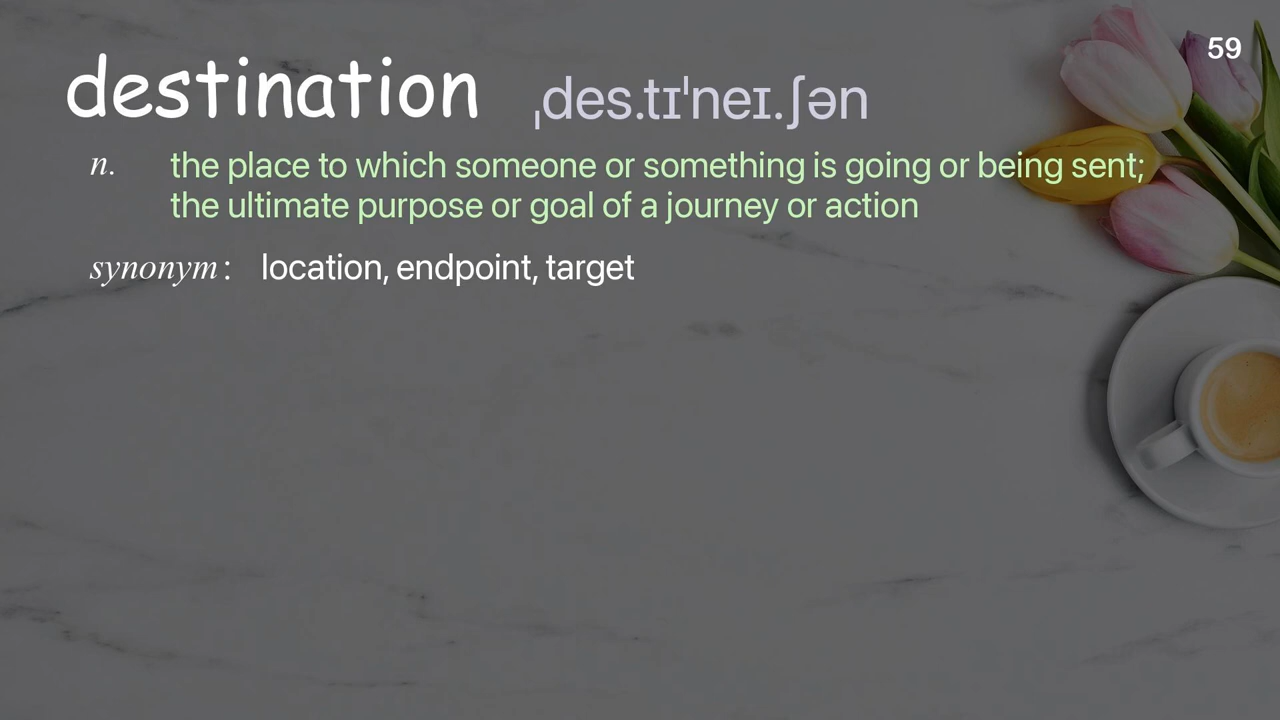 59
destination ˌdes.tɪˈneɪ.ʃən
n. the place to which someone or something is going or being sent;
the ultimate purpose or goal of a journey or action
synonym: location, endpoint, target